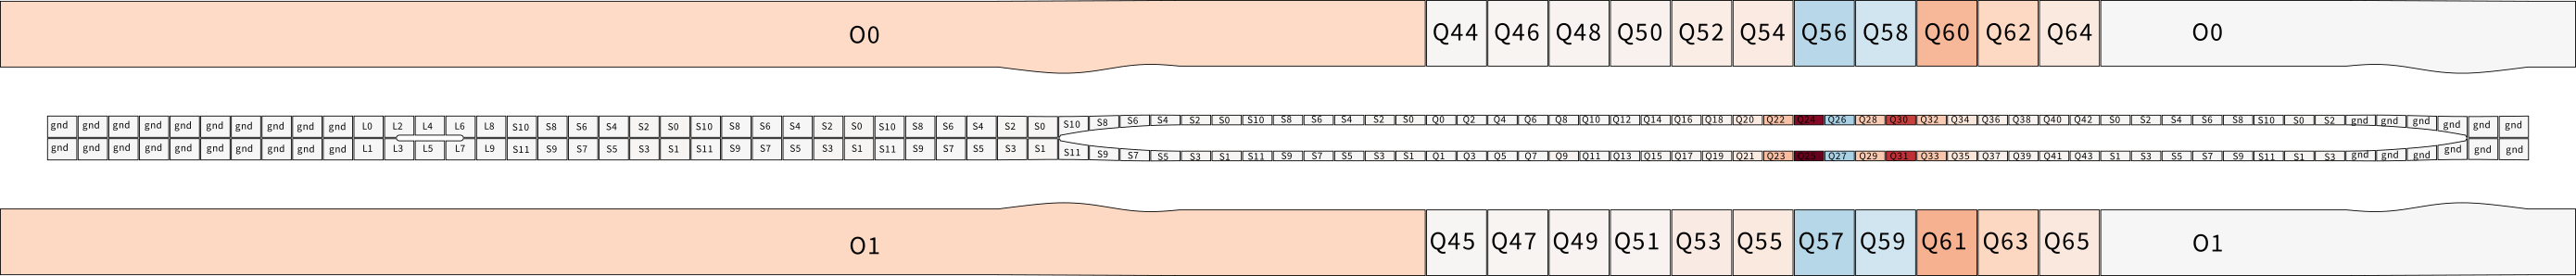 O0 Q44 Q46 Q48 Q50 Q52 Q54 Q56 Q58 Q60 Q62 Q64 O0
gnd gnd gnd gnd gnd gnd gnd gnd gnd gnd L0 L2 L4 L6 L8 S10 S8 S6 S4 S2 S0 S10 S8 S6 S4 S2 S0 S10 S8 S6 S4 S2 S0 S10 S8 S6 S4 S2 S0 S10 S8 S6 S4 S2 S0 Q0 Q2 Q4 Q6 Q8 Q10 Q12 Q14 Q16 Q18 Q20 Q22 Q24 Q26 Q28 Q30 Q32 Q34 Q36 Q38 Q40 Q42 S0 S2 S4 S6 S8 S10 S0 S2 gnd gnd gnd gnd gnd gnd
gnd gnd gnd gnd gnd gnd gnd gnd gnd gnd L1 L3 L5 L7 L9 S11 S9 S7 S5 S3 S1 S11 S9 S7 S5 S3 S1 S11 S9 S7 S5 S3 S1 S11 S9 S7 S5 S3 S1 S11 S9 S7 S5 S3 S1 Q1 Q3 Q5 Q7 Q9 Q11 Q13 Q15 Q17 Q19 Q21 Q23 Q25 Q27 Q29 Q31 Q33 Q35 Q37 Q39 Q41 Q43 S1 S3 S5 S7 S9 S11 S1 S3 gnd gnd gnd gnd gnd gnd
O1 Q45 Q47 Q49 Q51 Q53 Q55 Q57 Q59 Q61 Q63 Q65 O1